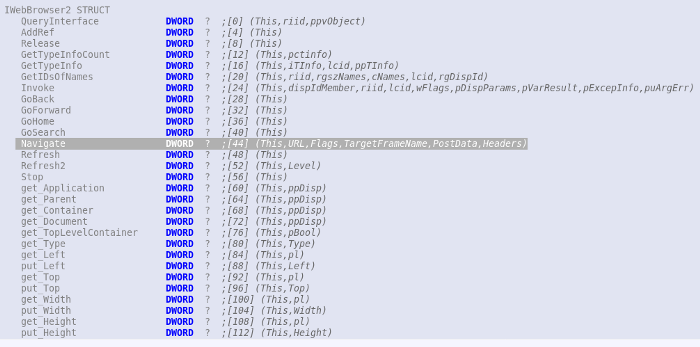 IWebBrowser2 STRUCT
QueryInterface DWORD ? ;[0] (This,riid,ppvObject)
AddRef DWORD ? ;[4] (This)
Release DWORD ? ;[8] (This)
GetTypeInfoCount DWORD ? ;[12] (This,pctinfo)
GetTypeInfo DWORD ? ;[16] (This,iTInfo,lcid,ppTInfo)
GetIDsOfNames DWORD ? ;[20] (This,riid,rgszNames,cNames,lcid,rgDispId)
Invoke DWORD ? ;[24] (This,dispIdMember,riid,lcid,wFlags,pDispParams,pVarResult,pExcepInfo,puArgErr)
GoBack DWORD ? ;[28] (This)
GoForward DWORD ? ;[32] (This)
GoHome DWORD ? ;[36] (This)
GoSearch DWORD ? ;[40] (This)
Navigate DWORD ? ;[44] (This,URL,Flags,TargetFrameName,PostData,Headers)
Refresh DWORD ? ;[48] (This)
Refresh2 DWORD ? ;[52] (This,Level)
Stop DWORD ? ;[56] (This)
get_Application DWORD ? ;[60] (This,ppDisp)
get_Parent DWORD ? ;[64] (This,ppDisp)
get_Container DWORD ? ;[68] (This,ppDisp)
get_Document DWORD ? ;[72] (This,ppDisp)
get_TopLevelContainer DWORD ? ;[76] (This,pBool)
get_Type DWORD ? ;[80] (This,Type)
get_Left DWORD ? ;[84] (This,pl)
put_Left DWORD ? ;[88] (This,Left)
get_Top DWORD ? ;[92] (This,pl)
put_Top DWORD ? ;[96] (This,Top)
get_Width DWORD ? ;[100] (This,pl)
put_Width DWORD ? ;[104] (This,Width)
get_Height DWORD ? ;[108] (This,pl)
put_Height DWORD ? ;[112] (This,Height)